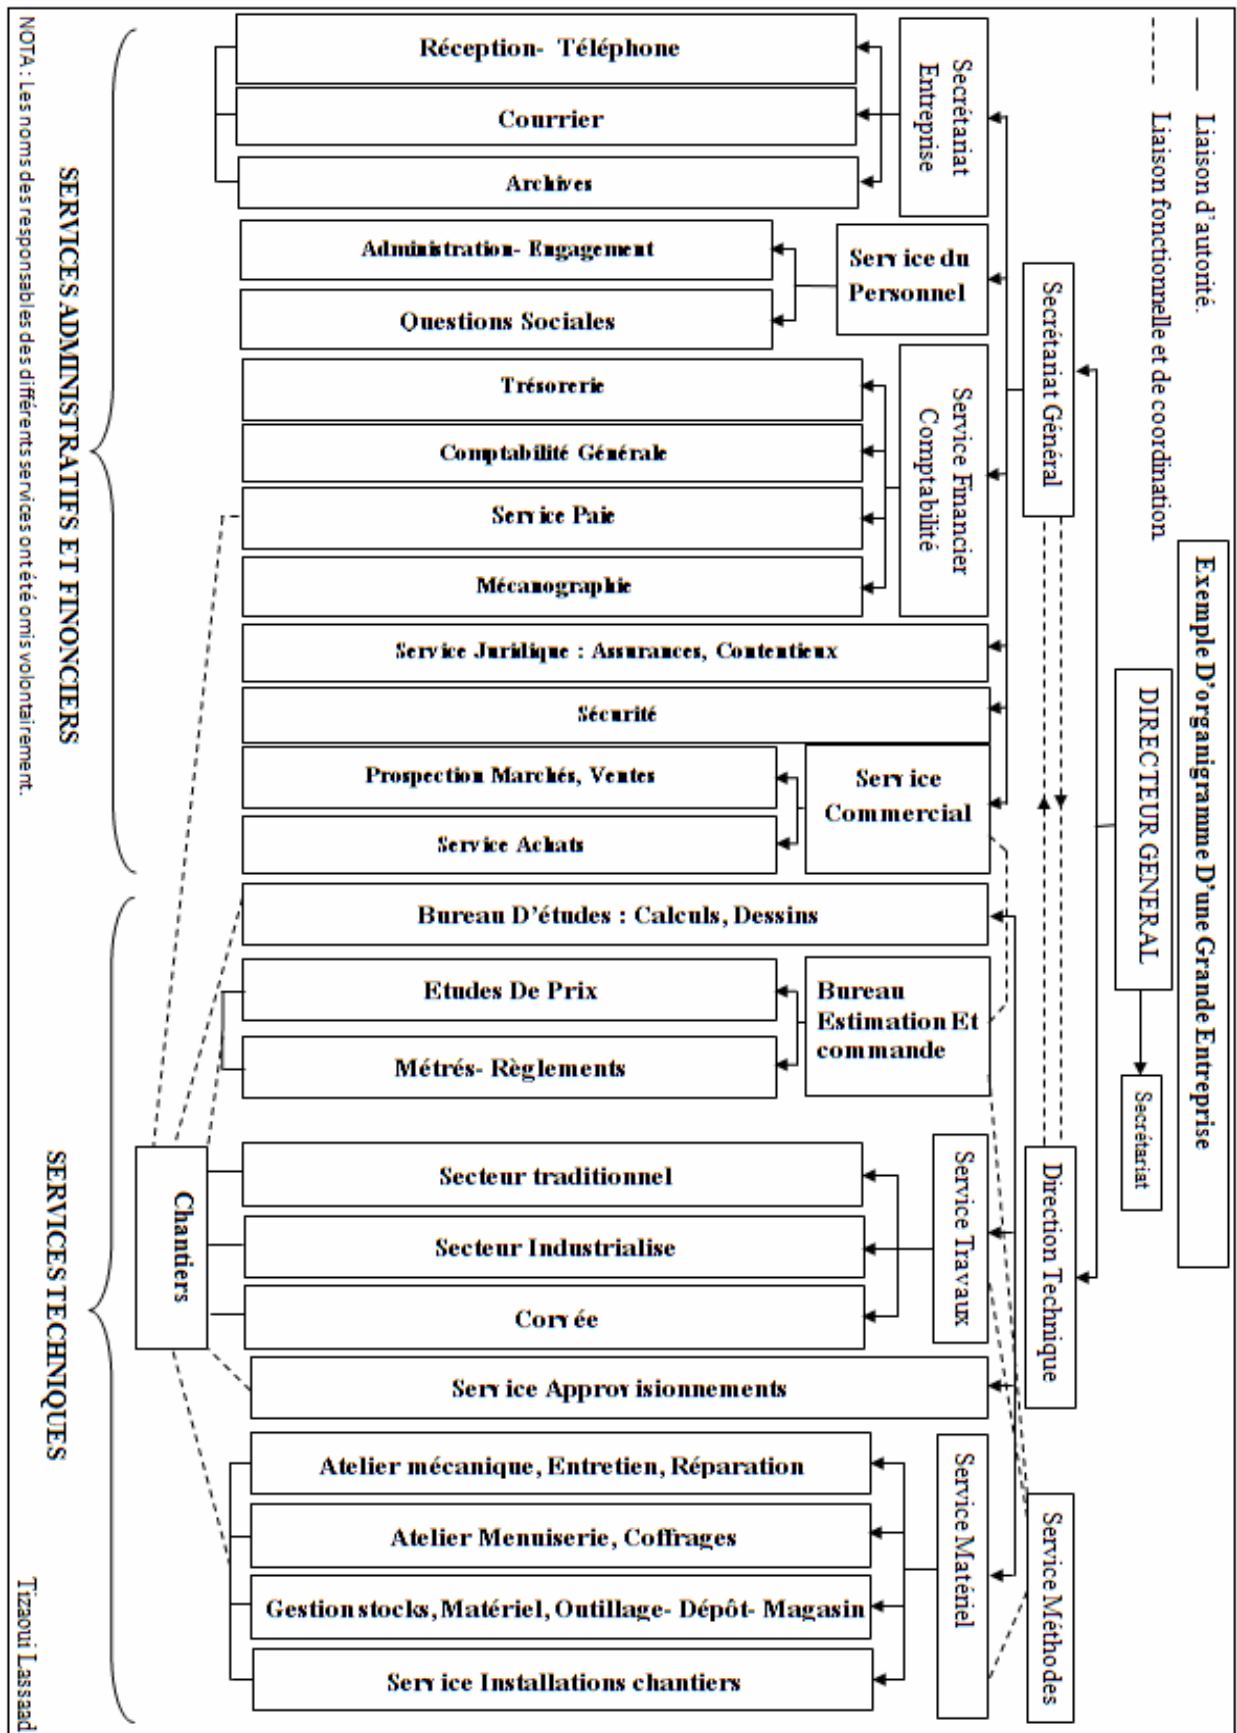 Exemple D'organigramme D'une Grande Entreprise
Liaison d'autorité.
Liaison fonctionnelle et de coordination
DIRECTEUR GENERAL
Secrétariat
Secrétariat Général
Direction Technique
Service Méthodes
Secrétariat
Entreprise
Réception- Téléphone
Courrier
Archives
Service du
Personnel
Administration- Engagement
Questions Sociales
Service Financier
Comptabilité
Trésorerie
Comptabilité Générale
Service Paie
Mécanographie
Service Juridique : Assurances, Contentieux
Sécurité
Service
Commercial
Prospection Marchés, Ventes
Service Achats
Bureau D'études : Calculs, Dessins
Bureau
Estimation Et
commande
Etudes De Prix
Métrés- Règlements
Service Travaux
Secteur traditionnel
Secteur Industrialise
Corvée
Service Approvisionnements
Service Matériel
Atelier mécanique, Entretien, Réparation
Atelier Menuiserie, Coffrages
Gestion stocks, Matériel, Outillage- Dépôt- Magasin
Service Installations chantiers
Chantiers
SERVICES ADMINISTRATIFS ET FINONCIERS
SERVICES TECHNIQUES
NOTA : Les noms des responsables des différents services ont été omis volontairement.
Tizaoui Lassaad